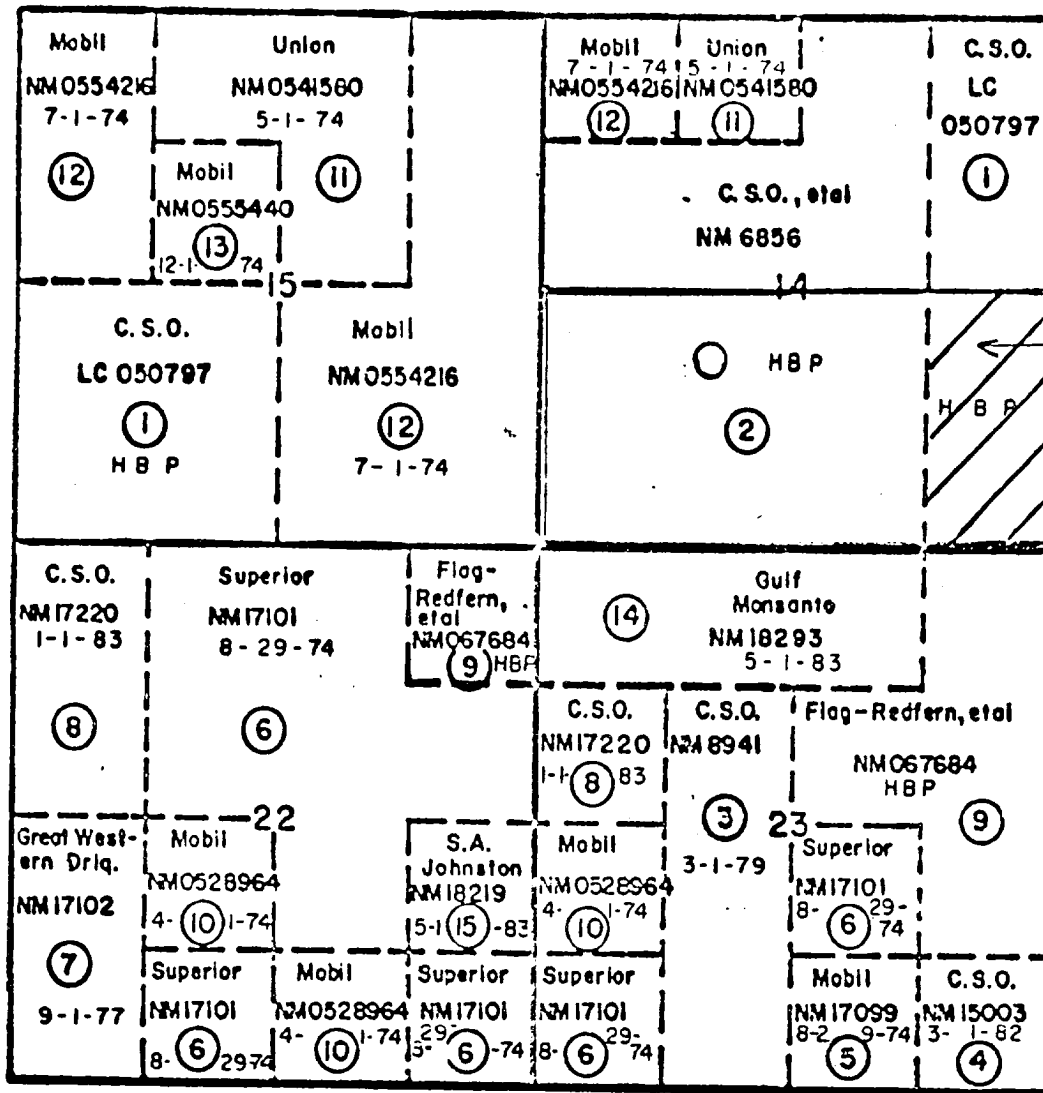 Mobil
NM0554216
7-1-74
12
Union
NM0541580
5-1-74
11
Mobil
NM0555440
13
12-1- 74
15
C.S.O.
LC 050797
1
HBP
Mobil
NM0554216
12
7-1-74
Mobil
7-1-74
NM0554216
12
Union
5-1-74
NM0541580
11
C.S.O.
LC
050797
1
C.S.O., etal
NM 6856
14
HBP
2
HBP
C.S.O.
NM17220
1-1-83
8
Superior
NM17101
8-29-74
6
Flag-
Redfern,
etal
NM067684
9 HBP
Gulf
Monsanto
14
NM18293
5-1-83
C.S.O.
NM17220
1-1- 83
8
C.S.O.
NM8941
3
3-1-79
Flag-Redfern, etal
NM067684
HBP
9
22
23
Great West-
ern Drlg.
NM17102
7
9-1-77
Mobil
NM0528964
4- 1-74
10
S.A.
Johnston
NM18219
5-1 -83
15
Mobil
NM0528964
4- 1-74
10
Superior
NM17101
8- 29-
74
6
Superior
NM17101
8- 29-74
6
Mobil
NM0528964
4- 1-74
10
Superior
NM17101
29-
-74
6
Superior
NM17101
8- 29-
74
6
Mobil
NM17099
8-2 9-74
5
C.S.O.
NM15003
3- 1-82
4